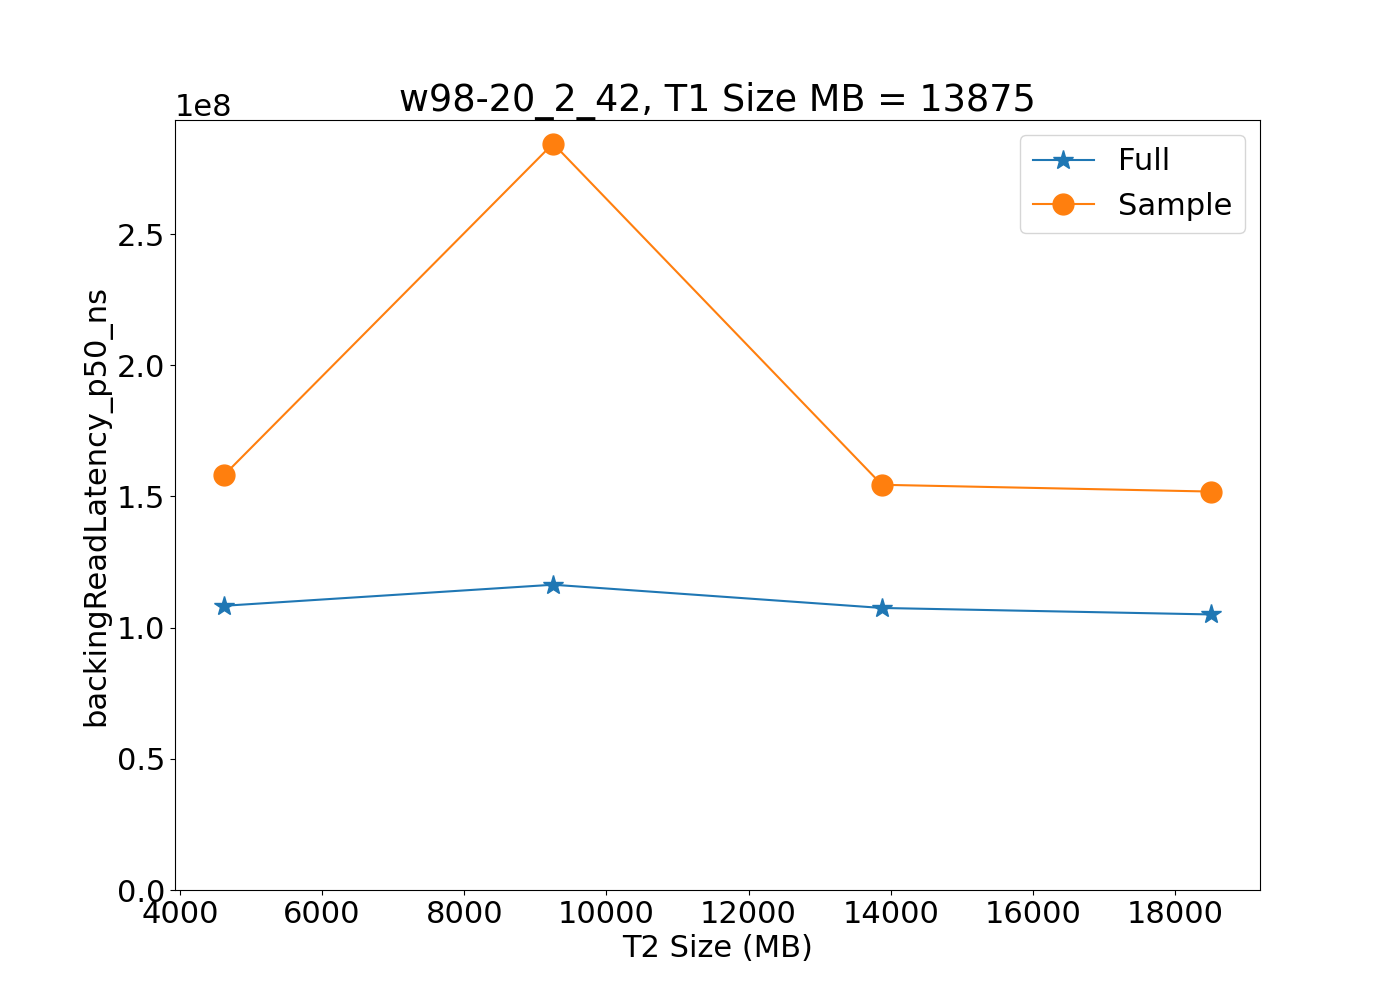 w98-20_2_42, T1 Size MB = 13875
1e8
Full
Sample
backingReadLatency_p50_ns
2.5
2.0
1.5
1.0
0.5
0.0
4000 6000 8000 10000 12000 14000 16000 18000
T2 Size (MB)